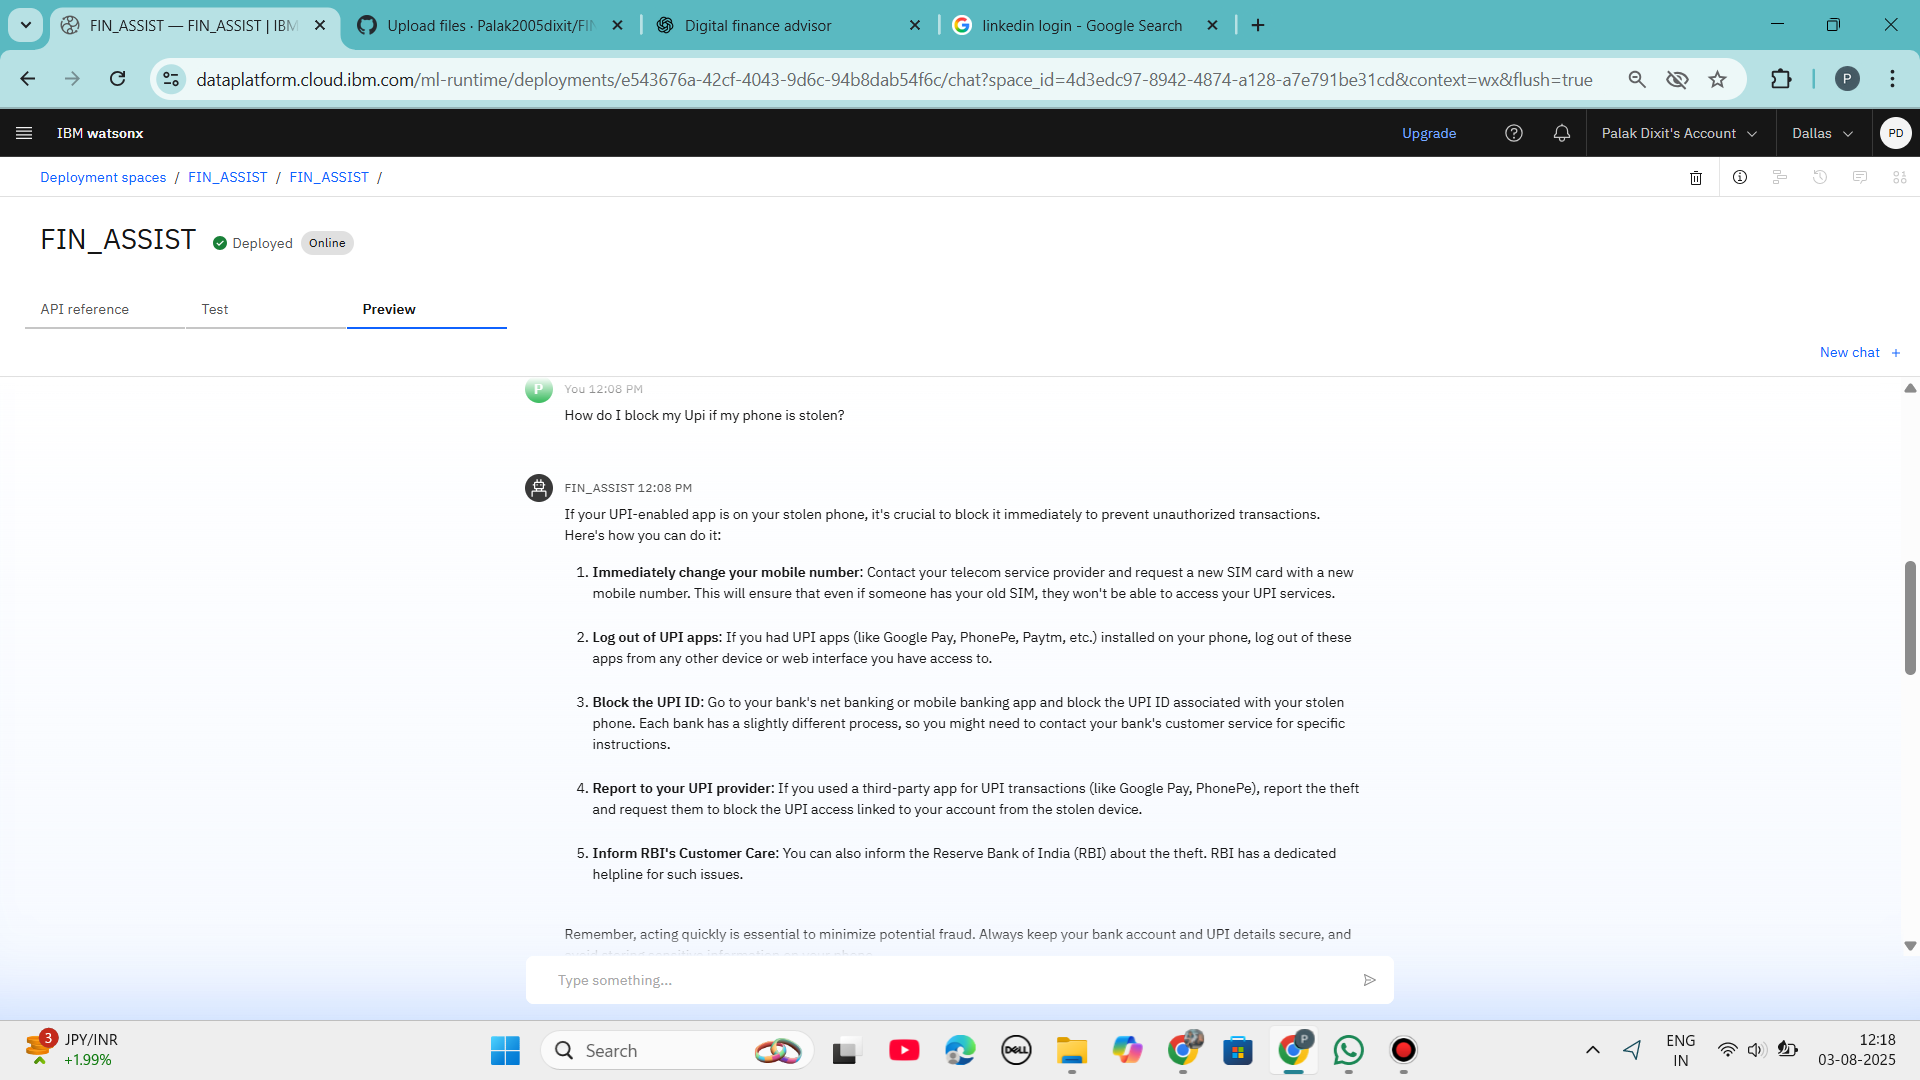 FIN_ASSIST — FIN_ASSIST | IBM
Upload files · Palak2005dixit/FIN
Digital finance advisor
linkedin login - Google Search
dataplatform.cloud.ibm.com/ml-runtime/deployments/e543676a-42cf-4043-9d6c-94b8dab54f6c/chat?space_id=4d3edc97-8942-4874-a128-a7e791be31cd&context=wx&flush=true
P
IBM watsonx
Upgrade
Palak Dixit's Account
Dallas
PD
Deployment spaces / FIN_ASSIST / FIN_ASSIST /
FIN_ASSIST
Deployed
Online
API reference
Test
Preview
New chat +
P
You 12:08 PM
How do I block my Upi if my phone is stolen?
FIN_ASSIST 12:08 PM
If your UPI-enabled app is on your stolen phone, it's crucial to block it immediately to prevent unauthorized transactions.
Here's how you can do it:
1. Immediately change your mobile number: Contact your telecom service provider and request a new SIM card with a new
mobile number. This will ensure that even if someone has your old SIM, they won't be able to access your UPI services.
2. Log out of UPI apps: If you had UPI apps (like Google Pay, PhonePe, Paytm, etc.) installed on your phone, log out of these
apps from any other device or web interface you have access to.
3. Block the UPI ID: Go to your bank's net banking or mobile banking app and block the UPI ID associated with your stolen
phone. Each bank has a slightly different process, so you might need to contact your bank's customer service for specific
instructions.
4. Report to your UPI provider: If you used a third-party app for UPI transactions (like Google Pay, PhonePe), report the theft
and request them to block the UPI access linked to your account from the stolen device.
5. Inform RBI's Customer Care: You can also inform the Reserve Bank of India (RBI) about the theft. RBI has a dedicated
helpline for such issues.
Remember, acting quickly is essential to minimize potential fraud. Always keep your bank account and UPI details secure, and
Type something...
3
JPY/INR
+1.99%
Search
DELL
P
ENG
IN
12:18
03-08-2025